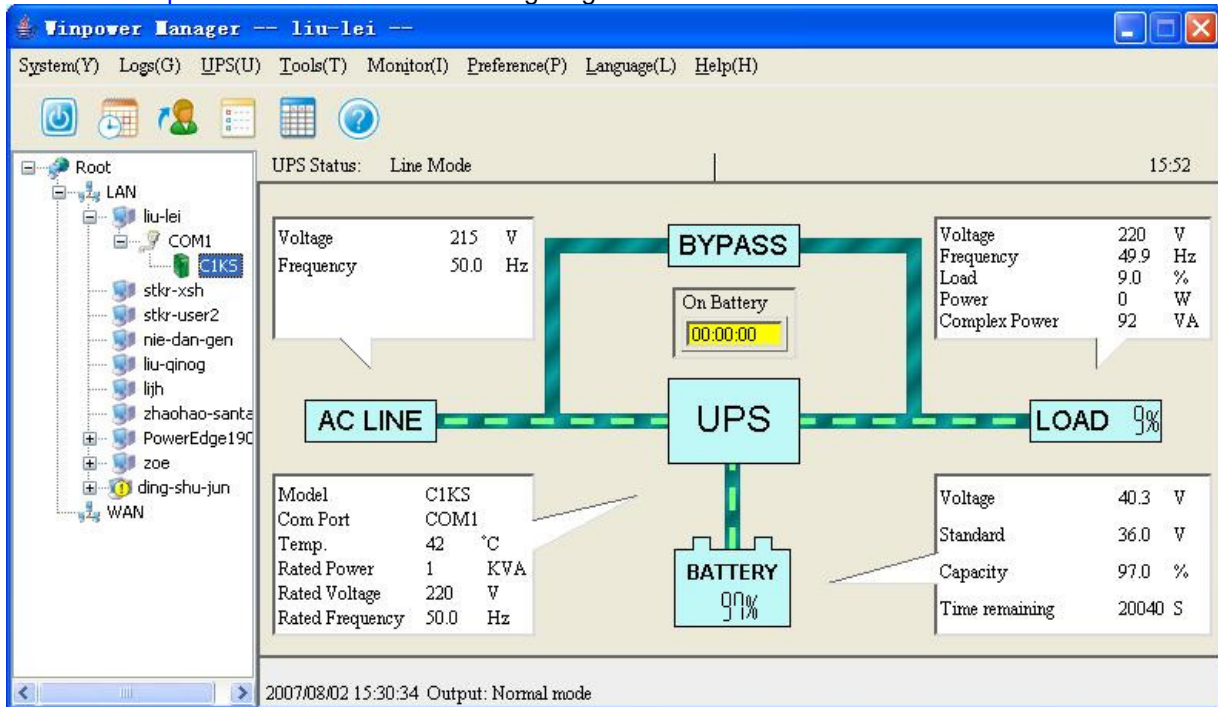 Winpower Manager -- liu-lei --
System(Y) Logs(G) UPS(U) Tools(T) Monitor(I) Preference(P) Language(L) Help(H)
Root
LAN
liu-lei
COM1
C1KS
stkr-xsh
stkr-user2
nie-dan-gen
liu-qinog
lijh
zhaohao-santa
PowerEdge190
zoe
ding-shu-jun
WAN
UPS Status: Line Mode 15:52
Voltage 215 V
Frequency 50.0 Hz
BYPASS
On Battery
00:00:00
Voltage 220 V
Frequency 49.9 Hz
Load 9.0 %
Power 0 W
Complex Power 92 VA
AC LINE
UPS
LOAD 9%
Model C1KS
Com Port COM1
Temp. 42 °C
Rated Power 1 KVA
Rated Voltage 220 V
Rated Frequency 50.0 Hz
BATTERY
97%
Voltage 40.3 V
Standard 36.0 V
Capacity 97.0 %
Time remaining 20040 S
2007/08/02 15:30:34 Output: Normal mode